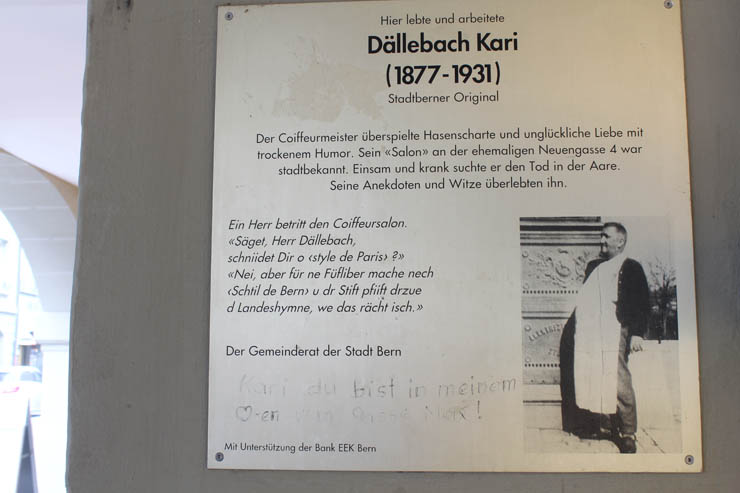 Hier lebte und arbeitete
Dällebach Kari
(1877-1931)
Stadtberner Original
Der Coiffeurmeister überspielte Hasenscharte und unglückliche Liebe mit
trockenem Humor. Sein «Salon» an der ehemaligen Neuengasse 4 war
stadtbekannt. Einsam und krank suchte er den Tod in der Aare.
Seine Anekdoten und Witze überlebten ihn.
Ein Herr betritt den Coiffeursalon.
«Säget, Herr Dällebach,
schniidet Dir o ‹style de Paris› ?»
«Nei, aber für ne Füfliber mache nech
‹Schtil de Bern› u dr Stift pfiift drzue
d Landeshymne, we das rächt isch.»
Der Gemeinderat der Stadt Bern
Kari du bist in meinem
♡-en
Mit Unterstützung der Bank EEK Bern